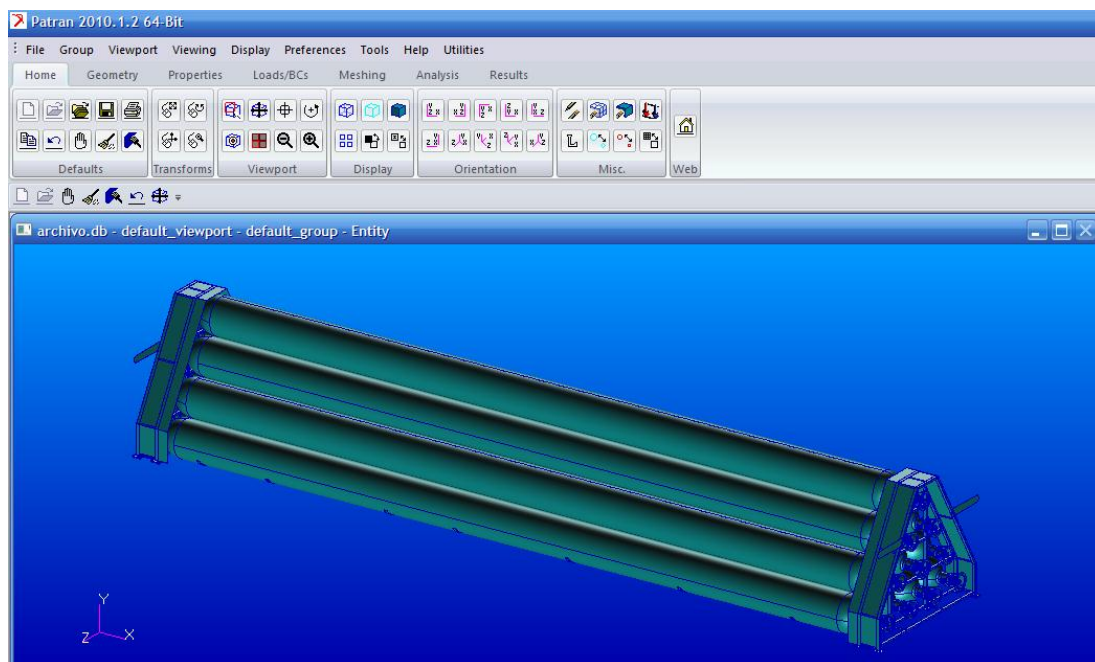 Patran 2010.1.2 64-Bit
File Group Viewport Viewing Display Preferences Tools Help Utilities
Home Geometry Properties Loads/BCs Meshing Analysis Results
Defaults Transforms Viewport Display Orientation Misc. Web
archivo.db - default_viewport - default_group - Entity
Y
Z X